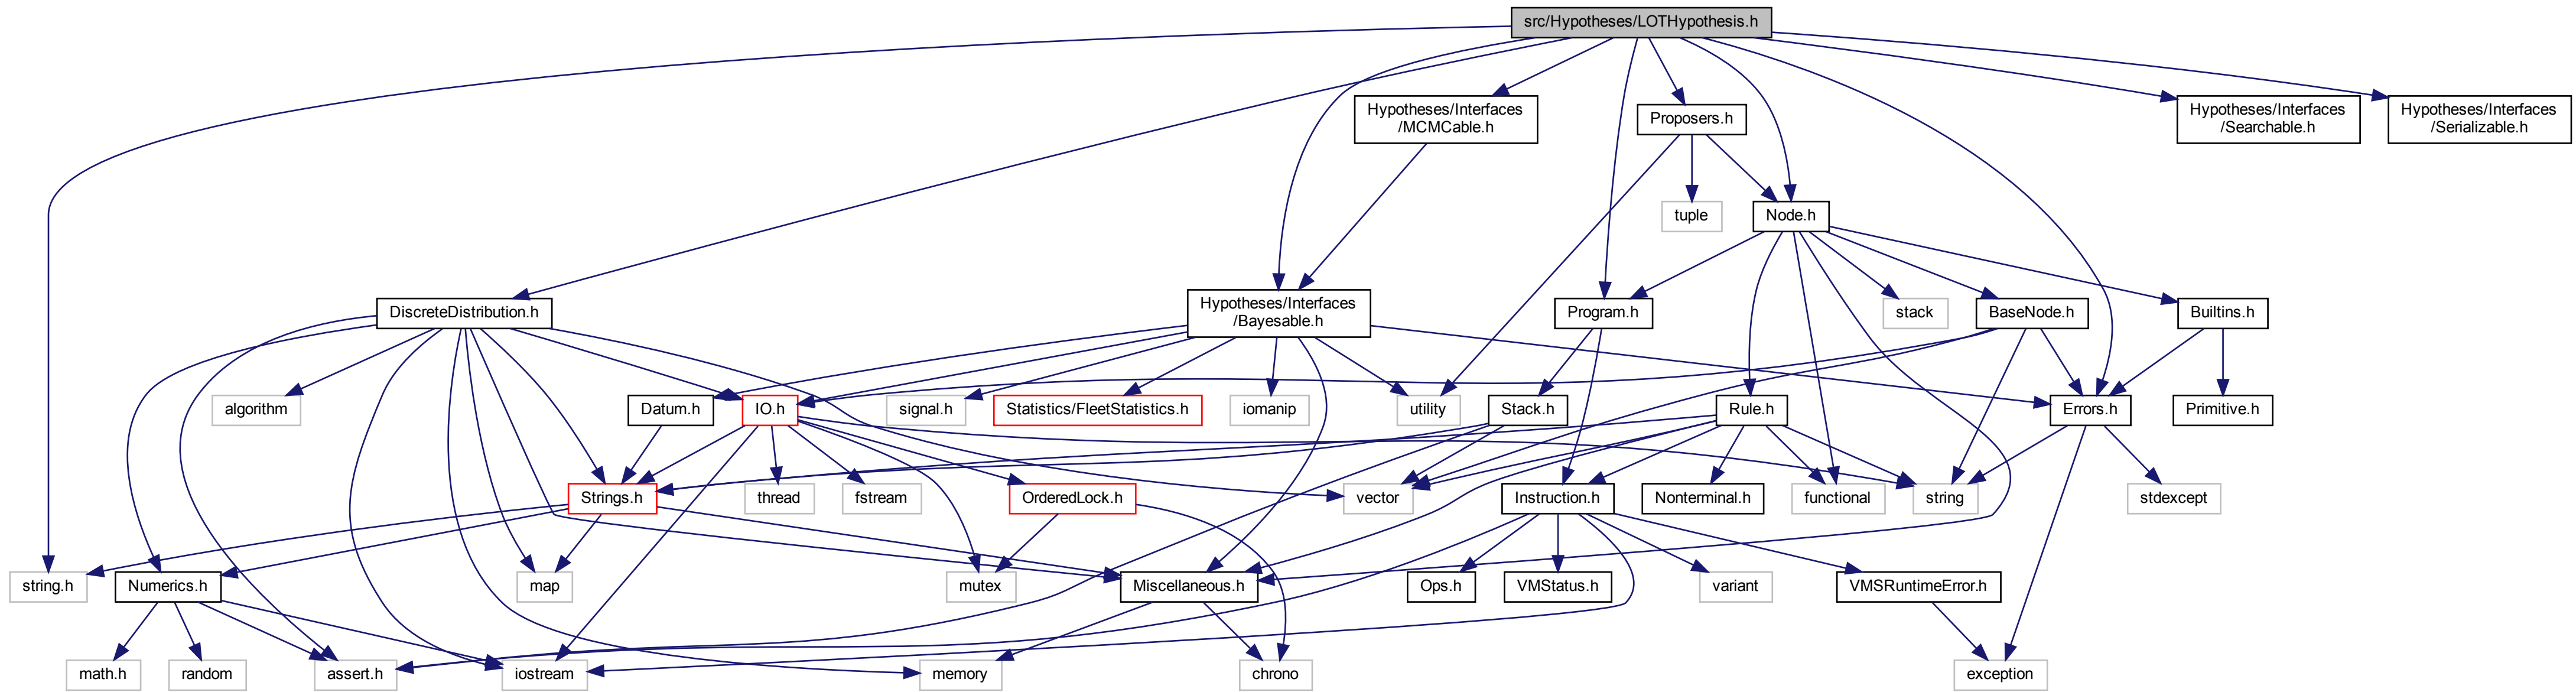 src/Hypotheses/LOTHypothesis.h
Hypotheses/Interfaces
/MCMCable.h
Proposers.h
Hypotheses/Interfaces
/Searchable.h
Hypotheses/Interfaces
/Serializable.h
tuple
Node.h
DiscreteDistribution.h
Hypotheses/Interfaces
/Bayesable.h
Program.h
stack
BaseNode.h
Builtins.h
algorithm
Datum.h
IO.h
signal.h
Statistics/FleetStatistics.h
iomanip
utility
Stack.h
Rule.h
Errors.h
Primitive.h
Strings.h
thread
fstream
OrderedLock.h
vector
Instruction.h
Nonterminal.h
functional
string
stdexcept
string.h
Numerics.h
map
mutex
Miscellaneous.h
Ops.h
VMStatus.h
variant
VMSRuntimeError.h
math.h
random
assert.h
iostream
memory
chrono
exception